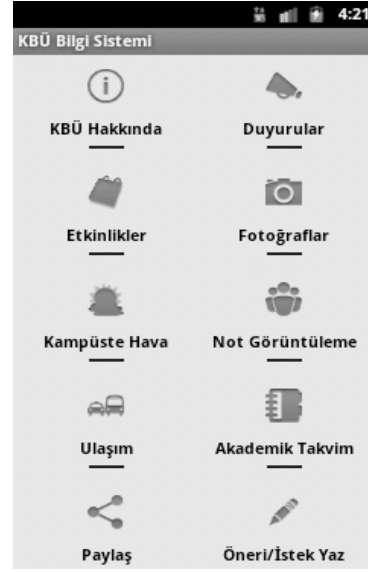 4:21
KBÜ Bilgi Sistemi
KBÜ Hakkında Duyurular
Etkinlikler Fotoğraflar
Kampüste Hava Not Görüntüleme
Ulaşım Akademik Takvim
Paylaş Öneri/İstek Yaz